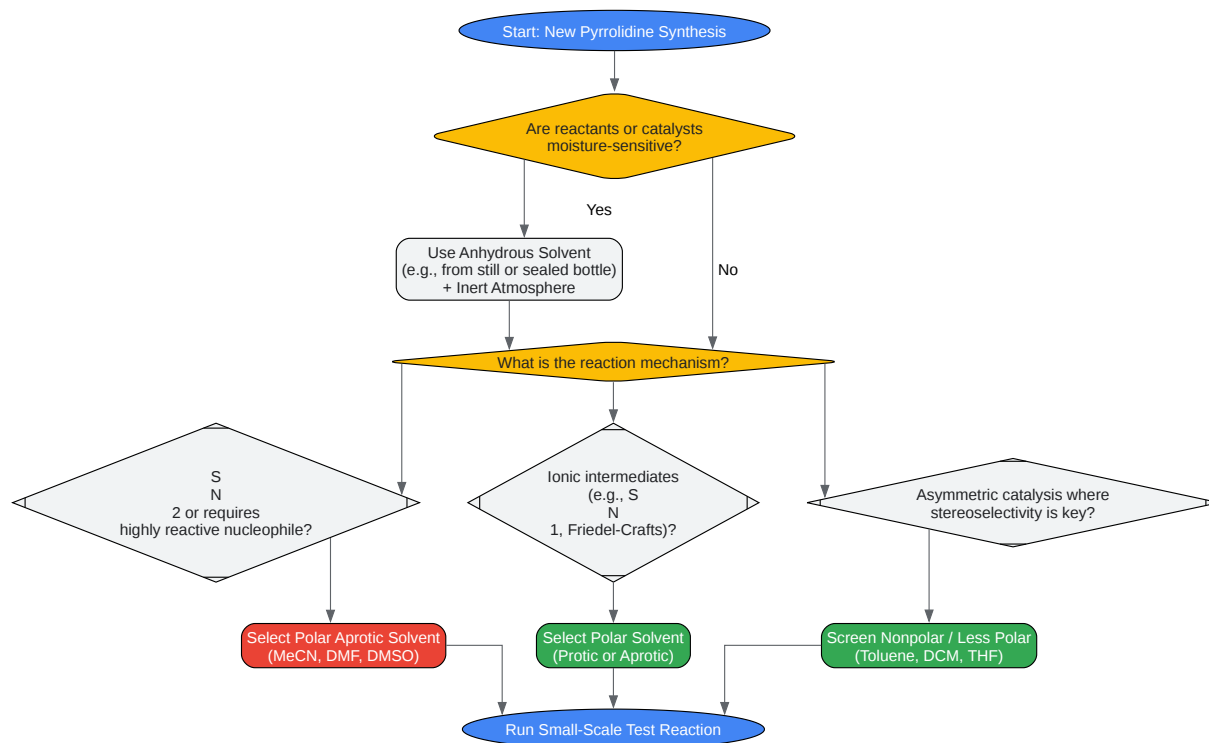 Start: New Pyrrolidine Synthesis
Are reactants or catalysts
moisture-sensitive?
Yes
Use Anhydrous Solvent
(e.g., from still or sealed bottle)
+ Inert Atmosphere
No
What is the reaction mechanism?
S
N
2 or requires
highly reactive nucleophile?
Ionic intermediates
(e.g., S
N
1, Friedel-Crafts)?
Asymmetric catalysis where
stereoselectivity is key?
Select Polar Aprotic Solvent
(MeCN, DMF, DMSO)
Select Polar Solvent
(Protic or Aprotic)
Screen Nonpolar / Less Polar
(Toluene, DCM, THF)
Run Small-Scale Test Reaction